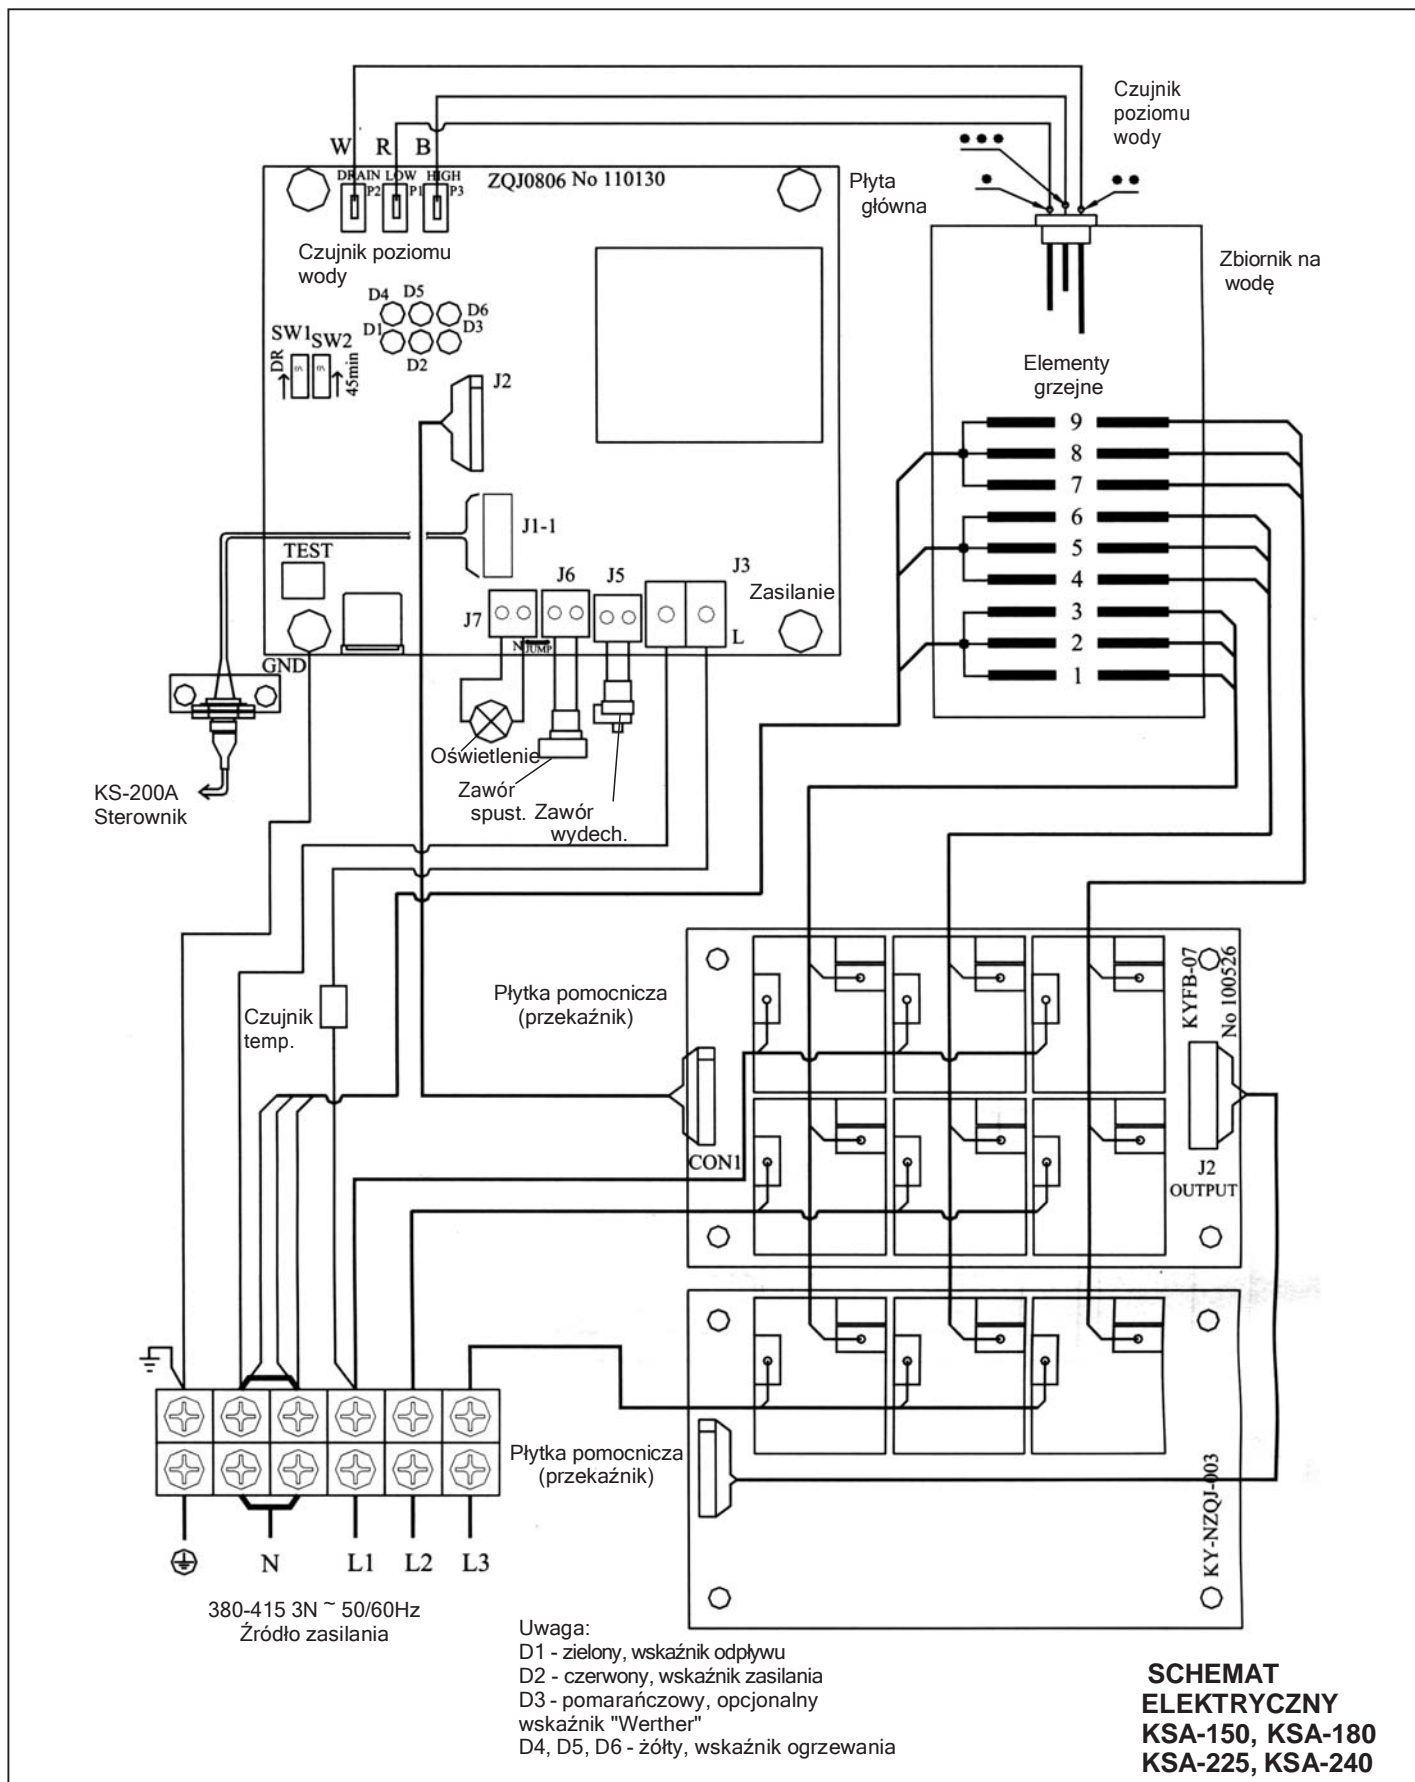 Czujnik
poziomu
wody
W R B
DRAIN LOW HIGH
P2 P1 P3
ZQJ0806 No 110130
Płyta
główna
Czujnik poziomu
wody
Zbiornik na
wodę
D4 D5 D6
D1 D2 D3
SW1 SW2
DR
45min
J2
Elementy
grzejne
9
8
7
6
5
4
3
2
1
J1-1
TEST
J7 J6 J5 J3
Zasilanie
N JUMP
L
GND
Oświetlenie
Zawór
spust.
Zawór
wydech.
KS-200A
Sterownik
Płytka pomocnicza
(przekaźnik)
KYFB-07
No 100526
Czujnik
temp.
CON1
J2
OUTPUT
Płytka pomocnicza
(przekaźnik)
KY-NZQJ-003
N L1 L2 L3
380-415 3N ~ 50/60Hz
Źródło zasilania
Uwaga:
D1 - zielony, wskaźnik odpływu
D2 - czerwony, wskaźnik zasilania
D3 - pomarańczowy, opcjonalny
wskaźnik "Werther"
D4, D5, D6 - żółty, wskaźnik ogrzewania
SCHEMAT
ELEKTRYCZNY
KSA-150, KSA-180
KSA-225, KSA-240